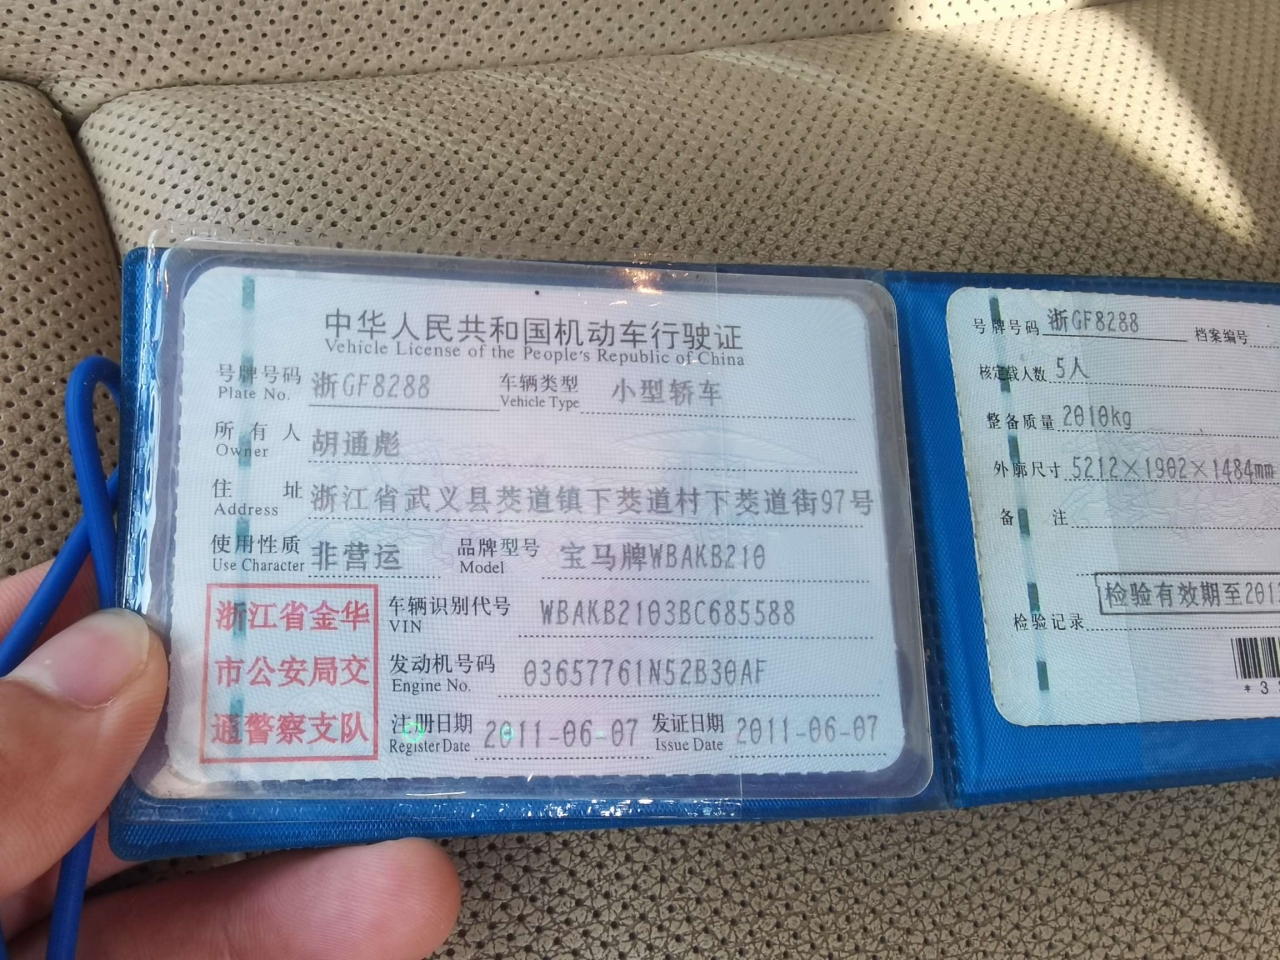 中华人民共和国机动车行驶证
Vehicle License of the People's Republic of China
号牌号码 浙GF8288 车辆类型 小型轿车
Plate No. Vehicle Type
所有人 胡通彪
Owner
住址 浙江省武义县茭道镇下茭道村下茭道街97号
Address
使用性质 非营运 品牌型号 宝马牌WBAKB210
Use Character Model
浙江省金华
市公安局交
通警察支队
车辆识别代号 WBAKB2103BC685588
VIN
发动机号码 03657761N52B30AF
Engine No.
注册日期 2011-06-07 发证日期 2011-06-07
Register Date Issue Date
号牌号码 浙GF8288 档案编号
核定载人数 5人
整备质量 2010kg
外廓尺寸 5212×1902×1484mm
备注
检验有效期至201
检验记录
*3